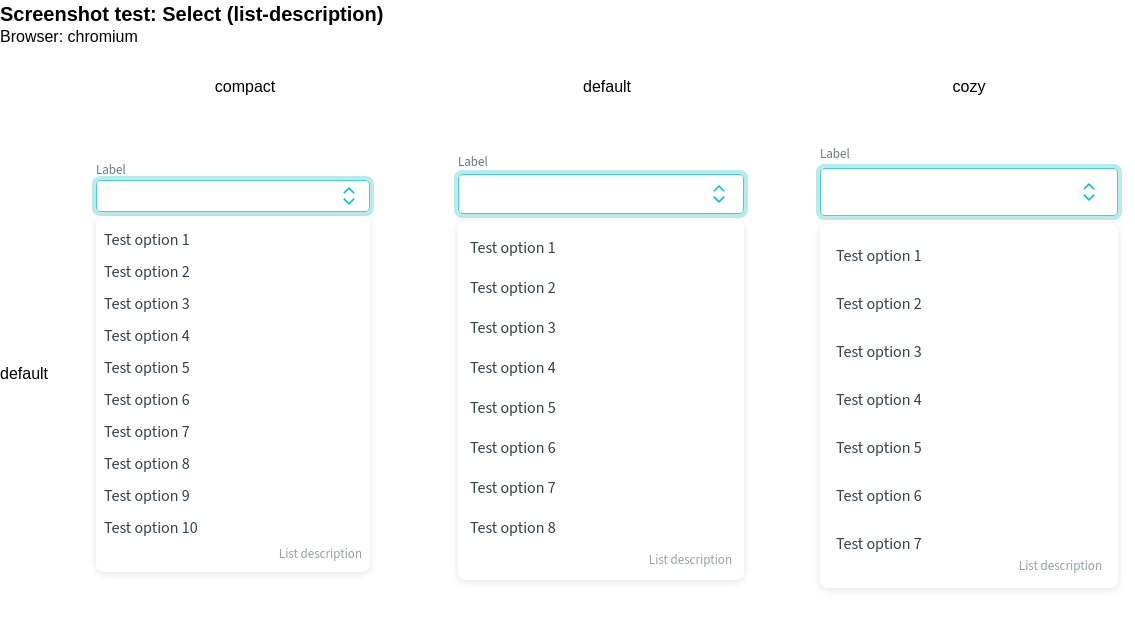 Screenshot test: Select (list-description)
Browser: chromium
compact
default
cozy
default
Label
Test option 1
Test option 2
Test option 3
Test option 4
Test option 5
Test option 6
Test option 7
Test option 8
Test option 9
Test option 10
List description
Label
Test option 1
Test option 2
Test option 3
Test option 4
Test option 5
Test option 6
Test option 7
Test option 8
List description
Label
Test option 1
Test option 2
Test option 3
Test option 4
Test option 5
Test option 6
Test option 7
List description